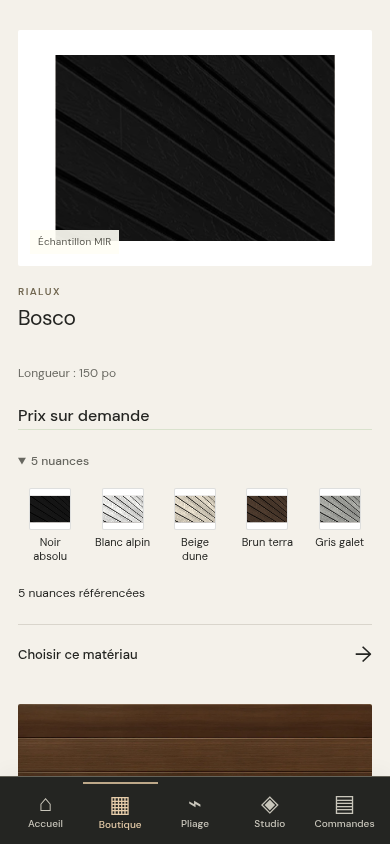 Échantillon MIR
RIALUX
Bosco
Longueur : 150 po
Prix sur demande
▼ 5 nuances
Noir absolu
Blanc alpin
Beige dune
Brun terra
Gris galet
5 nuances référencées
Choisir ce matériau
Accueil
Boutique
Pliage
Studio
Commandes